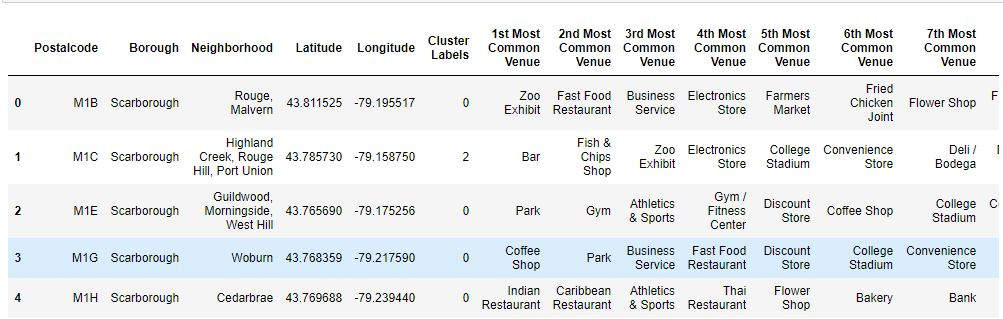 Postalcode Borough Neighborhood Latitude Longitude Cluster Labels 1st Most Common Venue 2nd Most Common Venue 3rd Most Common Venue 4th Most Common Venue 5th Most Common Venue 6th Most Common Venue 7th Most Common Venue
0 M1B Scarborough Rouge, Malvern 43.811525 -79.195517 0 Zoo Exhibit Fast Food Restaurant Business Service Electronics Store Farmers Market Fried Chicken Joint Flower Shop F
1 M1C Scarborough Highland Creek, Rouge Hill, Port Union 43.785730 -79.158750 2 Bar Fish & Chips Shop Zoo Exhibit Electronics Store College Stadium Convenience Store Deli / Bodega
2 M1E Scarborough Guildwood, Morningside, West Hill 43.765690 -79.175256 0 Park Gym Athletics & Sports Gym / Fitness Center Discount Store Coffee Shop College Stadium
3 M1G Scarborough Woburn 43.768359 -79.217590 0 Coffee Shop Park Business Service Fast Food Restaurant Discount Store College Stadium Convenience Store
4 M1H Scarborough Cedarbrae 43.769688 -79.239440 0 Indian Restaurant Caribbean Restaurant Athletics & Sports Thai Restaurant Flower Shop Bakery Bank